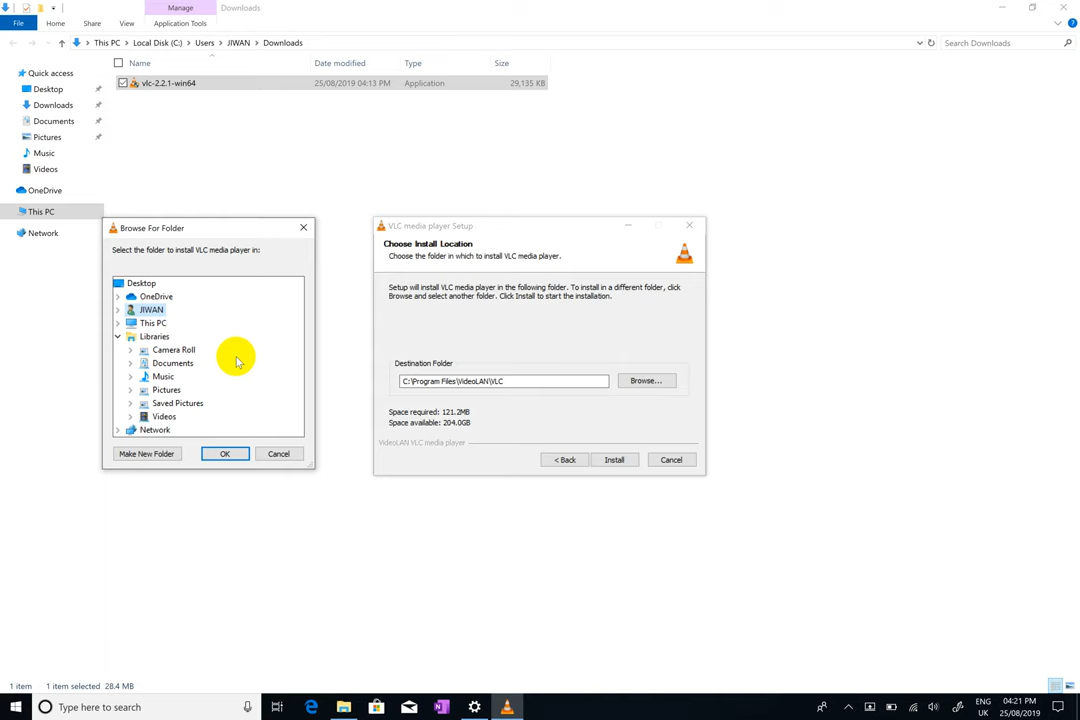 Manage
Downloads
File
Home
Share
View
Application Tools
This PC
Local Disk (C:)
Users
JIWAN
Downloads
Search Downloads
Name
Date modified
Type
Size
vlc-2.2.1-win64
25/08/2019 04:13 PM
Application
29,135 KB
Quick access
Desktop
Downloads
Documents
Pictures
Music
Videos
OneDrive
This PC
Network
Browse For Folder
Select the folder to install VLC media player in:
Desktop
OneDrive
JIWAN
This PC
Libraries
Camera Roll
Documents
Music
Pictures
Saved Pictures
Videos
Network
Make New Folder
OK
Cancel
VLC media player Setup
Choose Install Location
Choose the folder in which to install VLC media player.
Setup will install VLC media player in the following folder. To install in a different folder, click
Browse and select another folder. Click Install to start the installation.
Destination Folder
C:\Program Files\VideoLAN\VLC
Browse...
Space required: 121.2MB
Space available: 204.0GB
VideoLAN VLC media player
< Back
Install
Cancel
1 item
1 item selected 28.4 MB
Type here to search
ENG
UK
04:21 PM
25/08/2019